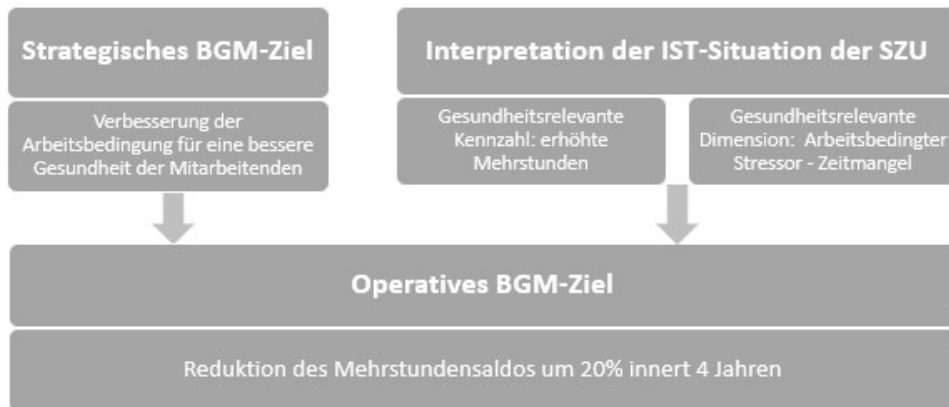 Strategisches BGM-Ziel
Verbesserung der
Arbeitsbedingung für eine bessere
Gesundheit der Mitarbeitenden
Interpretation der IST-Situation der SZU
Gesundheitsrelevante
Kennzahl: erhöhte
Mehrstunden
Gesundheitsrelevante
Dimension: Arbeitsbedingter
Stressor - Zeitmangel
Operatives BGM-Ziel
Reduktion des Mehrstundensaldos um 20% innert 4 Jahren